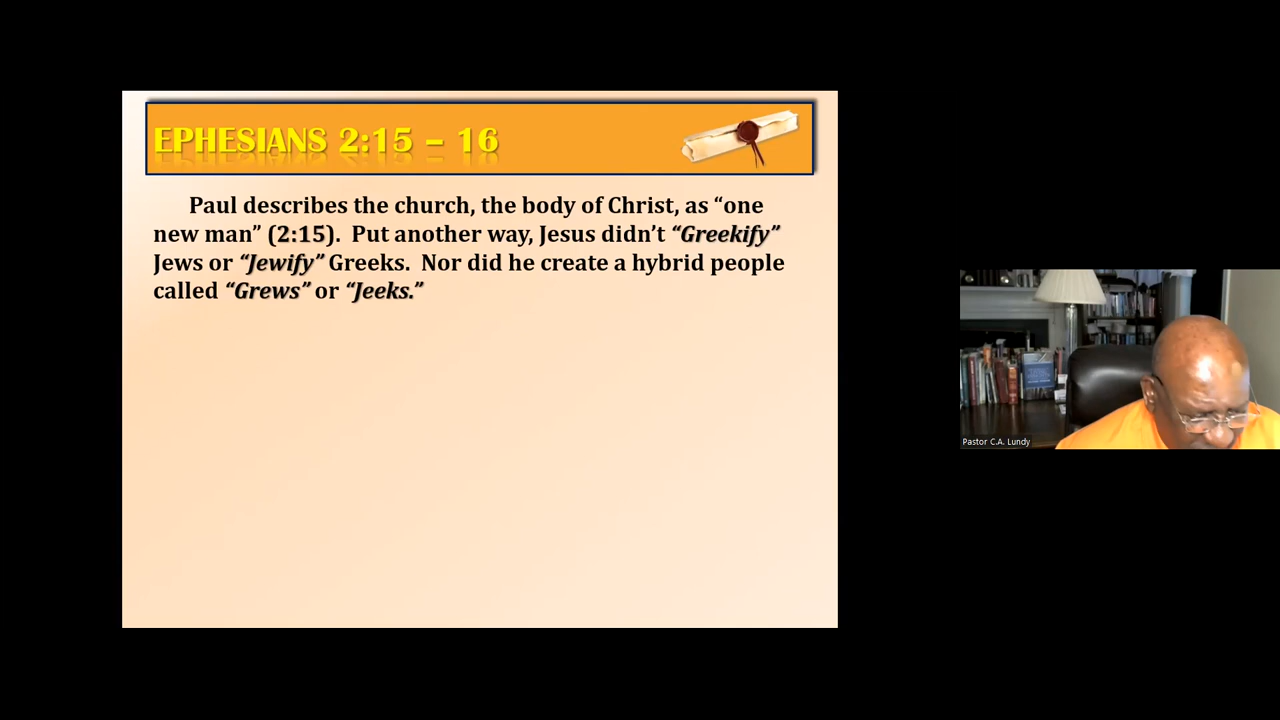 EPHESIANS 2:15 – 16
Paul describes the church, the body of Christ, as “one
new man” (2:15).  Put another way, Jesus didn’t “Greekify”
Jews or “Jewify” Greeks.  Nor did he create a hybrid people
called “Grews” or “Jeeks.”
Pastor C.A. Lundy